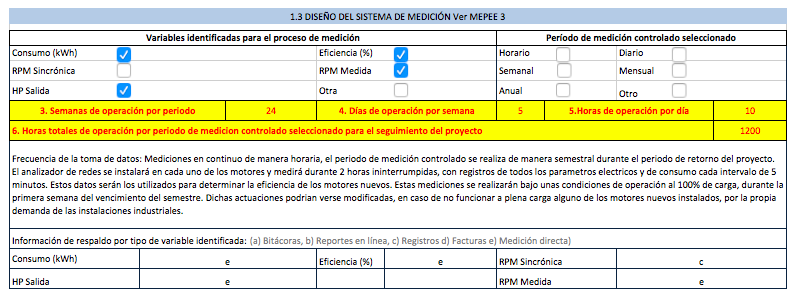 1.3 DISEÑO DEL SISTEMA DE MEDICIÓN Ver MEPEE 3
Variables identificadas para el proceso de medición Período de medición controlado seleccionado
Consumo (kWh) Eficiencia (%) Horario Diario
RPM Sincrónica RPM Medida Semanal Mensual
HP Salida Otra Anual Otro
3. Semanas de operación por periodo 24 4. Días de operación por semana 5 5.Horas de operación por día 10
6. Horas totales de operación por periodo de medicion controlado seleccionado para el seguimiento del proyecto 1200
Frecuencia de la toma de datos: Mediciones en continuo de manera horaria, el periodo de medición controlado se realiza de manera semestral durante el periodo de retorno del proyecto.
El analizador de redes se instalará en cada uno de los motores y medirá durante 2 horas ininterrumpidas, con registros de todos los parametros electricos y de consumo cada intervalo de 5
minutos. Estos datos serán los utilizados para determinar la eficiencia de los motores nuevos. Estas mediciones se realizarán bajo unas condiciones de operación al 100% de carga, durante la
primera semana del vencimiento del semestre. Dichas actuaciones podrian verse modificadas, en caso de no funcionar a plena carga alguno de los motores nuevos instalados, por la propia
demanda de las instalaciones industriales.
Información de respaldo por tipo de variable identificada: (a) Bitácoras, b) Reportes en línea, c) Registros d) Facturas e) Medición directa)
Consumo (kWh) e Eficiencia (%) e RPM Sincrónica c
HP Salida e RPM Medida e